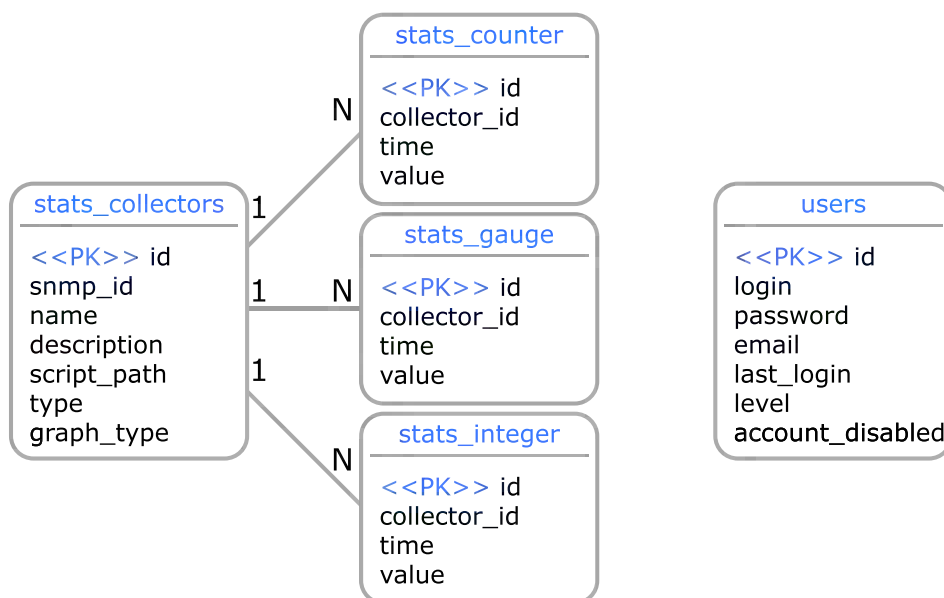 stats_counter
<<PK>> id
collector_id
time
value
N
stats_collectors
<<PK>> id
snmp_id
name
description
script_path
type
graph_type
1
1
1
stats_gauge
<<PK>> id
collector_id
time
value
N
stats_integer
<<PK>> id
collector_id
time
value
N
users
<<PK>> id
login
password
email
last_login
level
account_disabled